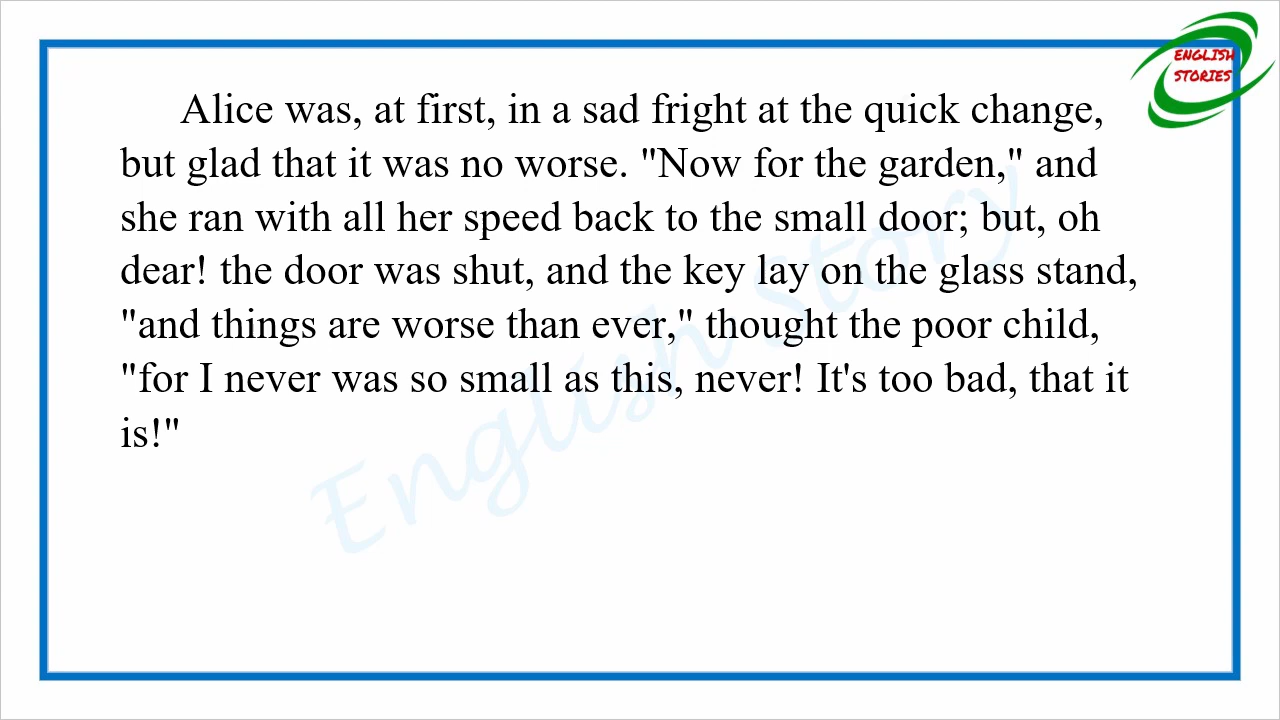 ENGLISH
STORIES
Alice was, at first, in a sad fright at the quick change,
but glad that it was no worse. "Now for the garden," and
she ran with all her speed back to the small door; but, oh
dear! the door was shut, and the key lay on the glass stand,
"and things are worse than ever," thought the poor child,
"for I never was so small as this, never! It's too bad, that it
is!"
English Story